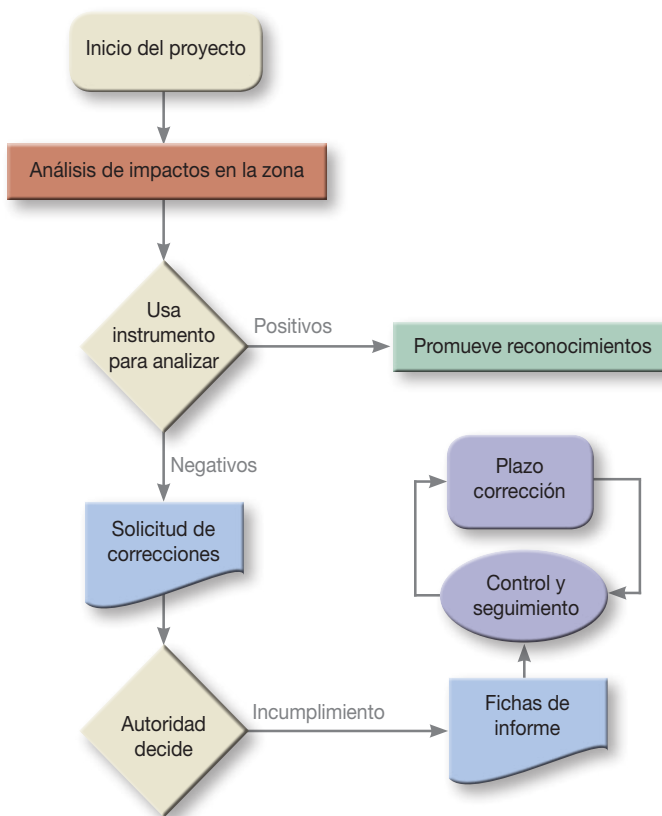 Inicio del proyecto
Análisis de impactos en la zona
Usa
instrumento
para analizar
Positivos
Promueve reconocimientos
Negativos
Solicitud de
correcciones
Plazo
corrección
Control y
seguimiento
Autoridad
decide
Incumplimiento
Fichas de
informe